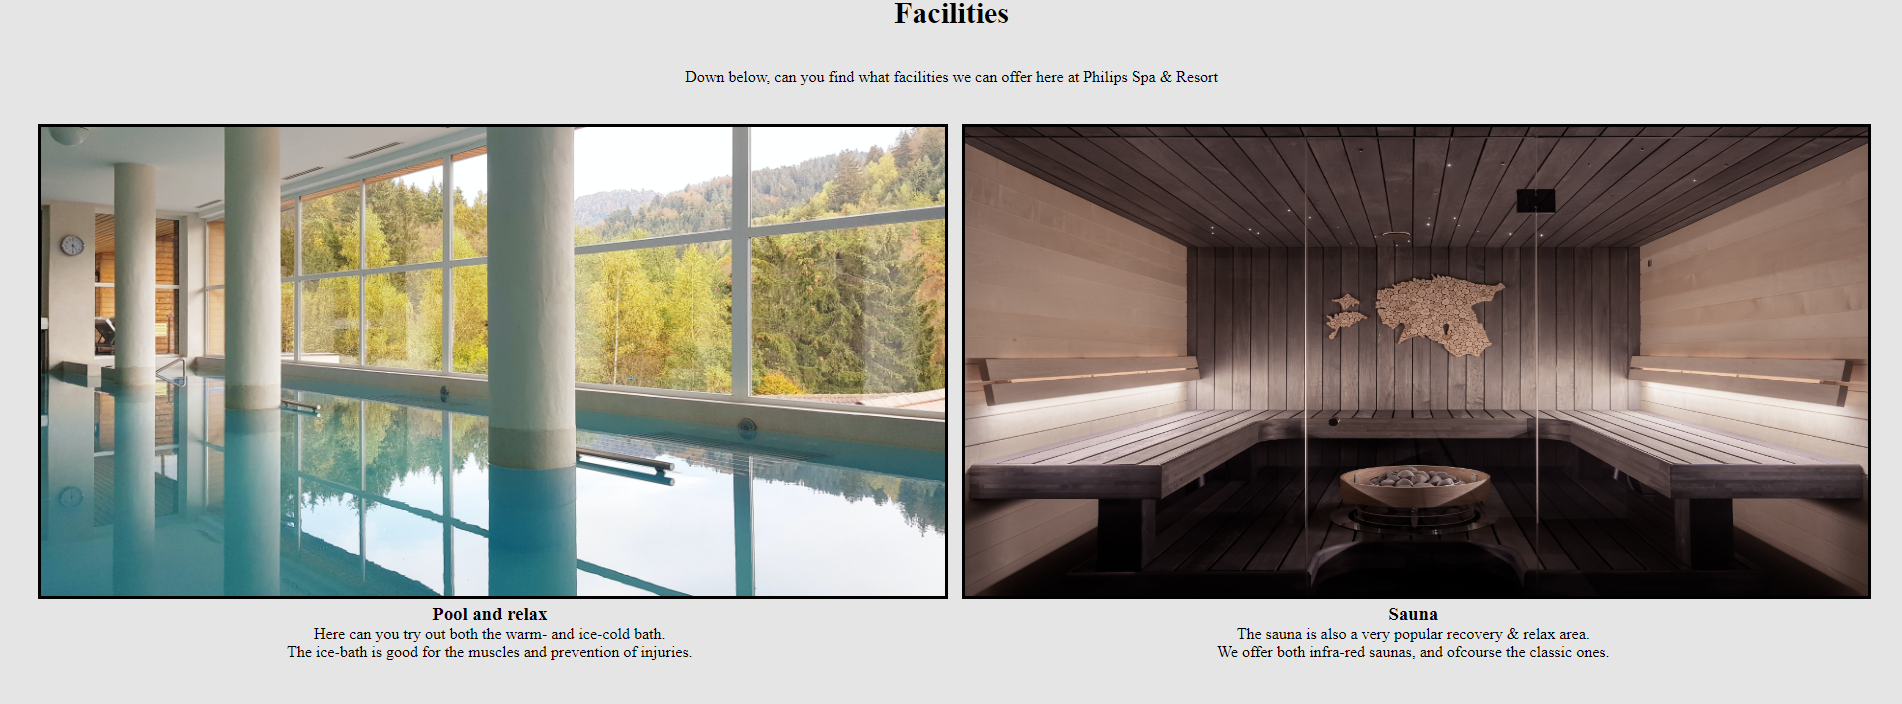 Facilities
Down below, can you find what facilities we can offer here at Philips Spa & Resort
Pool and relax
Here can you try out both the warm- and ice-cold bath.
The ice-bath is good for the muscles and prevention of injuries.
Sauna
The sauna is also a very popular recovery & relax area.
We offer both infra-red saunas, and ofcourse the classic ones.